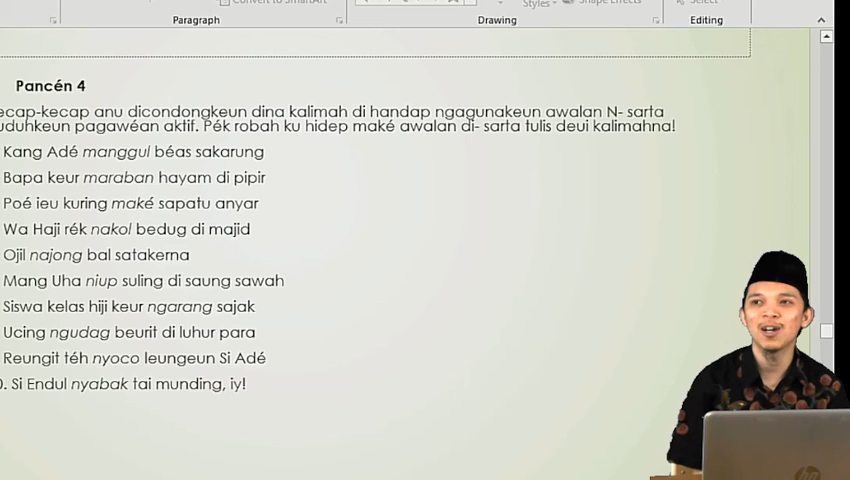 Paragraph
Drawing
Editing
Pancén 4
ecap-kecap anu dicondongkeun dina kalimah di handap ngagunakeun awalan N- sarta
uduhkeun pagawéan aktif. Pék robah ku hidep maké awalan di- sarta tulis deui kalimahna!
Kang Adé manggul béas sakarung
Bapa keur maraban hayam di pipir
Poé ieu kuring maké sapatu anyar
Wa Haji rék nakol bedug di majid
Ojil najong bal satakerna
Mang Uha niup suling di saung sawah
Siswa kelas hiji keur ngarang sajak
Ucing ngudag beurit di luhur para
Reungit téh nyoco leungeun Si Adé
0. Si Endul nyabak tai munding, iy!
hp